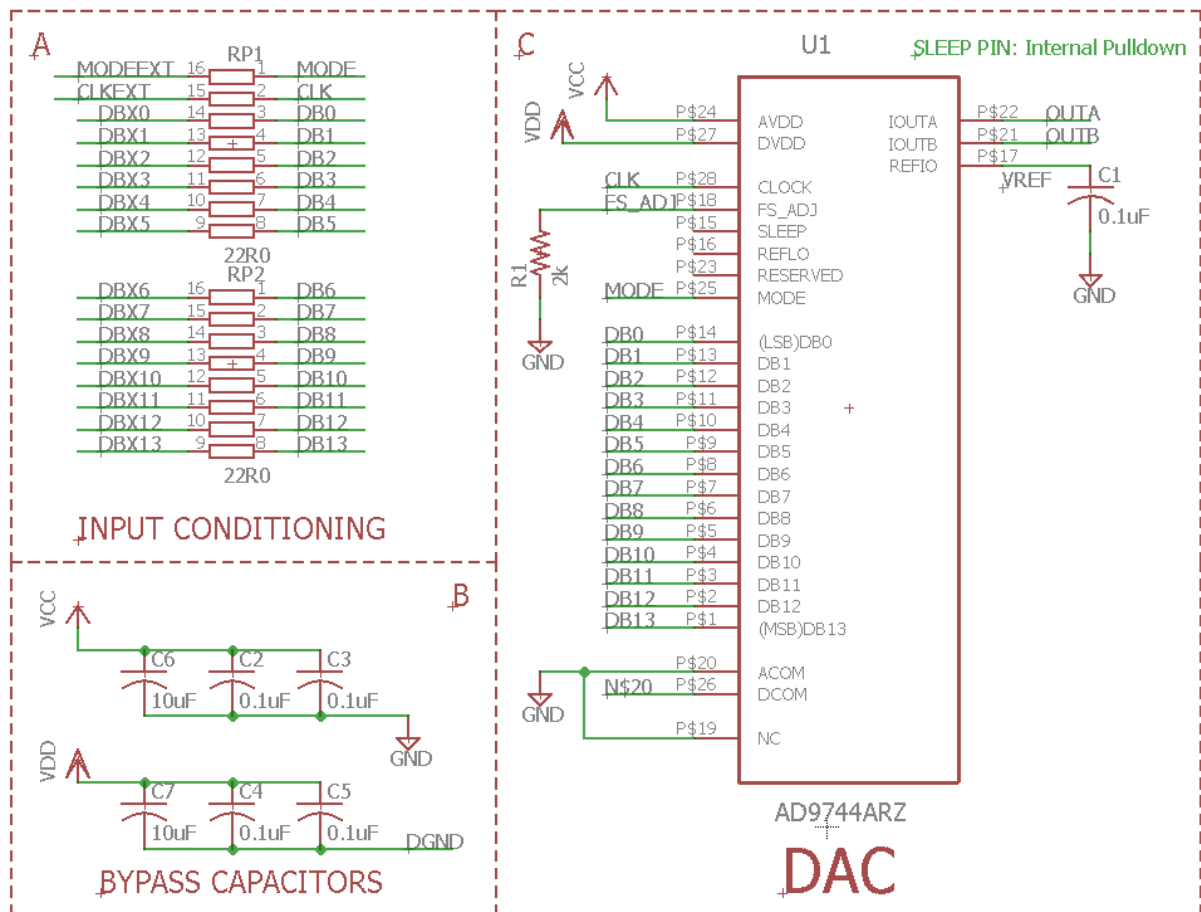 A
RP1
MODEEXT 16 1 MODE
CLKEXT 15 2 CLK
DBX0 14 3 DB0
DBX1 13 4 DB1
DBX2 12 5 DB2
DBX3 11 6 DB3
DBX4 10 7 DB4
DBX5 9 8 DB5
22R0
RP2
DBX6 16 1 DB6
DBX7 15 2 DB7
DBX8 14 3 DB8
DBX9 13 4 DB9
DBX10 12 5 DB10
DBX11 11 6 DB11
DBX12 10 7 DB12
DBX13 9 8 DB13
22R0
INPUT CONDITIONING
B
VCC
C6 C2 C3
10uF 0.1uF 0.1uF
GND
VDD
C7 C4 C5
10uF 0.1uF 0.1uF
DGND
BYPASS CAPACITORS
C
U1
SLEEP PIN: Internal Pulldown
VCC
VDD
P$24 AVDD IOUTA P$22 OUTA
P$27 DVDD IOUTB P$21 OUTB
REFIO P$17
VREF
C1
0.1uF
GND
CLK P$28 CLOCK
FS_ADJ P$18 FS_ADJ
P$15 SLEEP
P$16 REFLO
P$23 RESERVED
MODE P$25 MODE
R1
2k
GND
DB0 P$14 (LSB)DB0
DB1 P$13 DB1
DB2 P$12 DB2
DB3 P$11 DB3
DB4 P$10 DB4
DB5 P$9 DB5
DB6 P$8 DB6
DB7 P$7 DB7
DB8 P$6 DB8
DB9 P$5 DB9
DB10 P$4 DB10
DB11 P$3 DB11
DB12 P$2 DB12
DB13 P$1 (MSB)DB13
P$20 ACOM
N$20 P$26 DCOM
GND
P$19 NC
AD9744ARZ
DAC